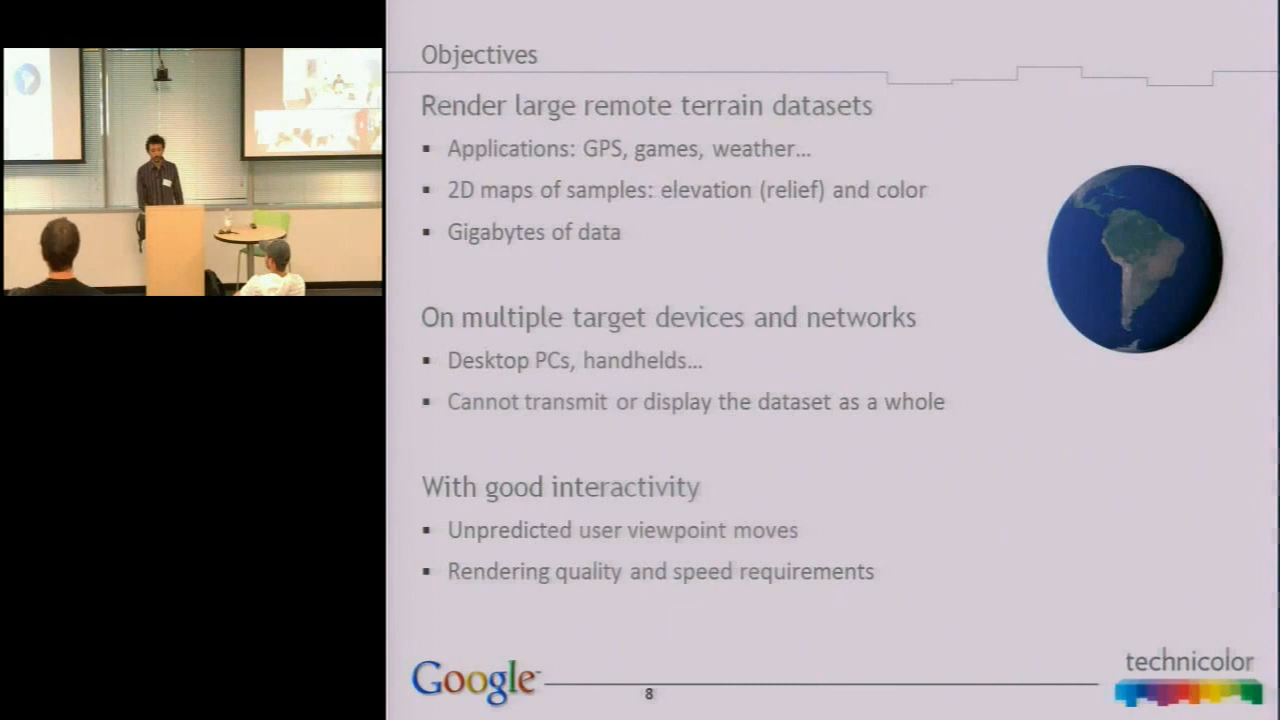 Objectives
Render large remote terrain datasets
▪ Applications: GPS, games, weather…
▪ 2D maps of samples: elevation (relief) and color
▪ Gigabytes of data
On multiple target devices and networks
▪ Desktop PCs, handhelds…
▪ Cannot transmit or display the dataset as a whole
With good interactivity
▪ Unpredicted user viewpoint moves
▪ Rendering quality and speed requirements
Google
8
technicolor